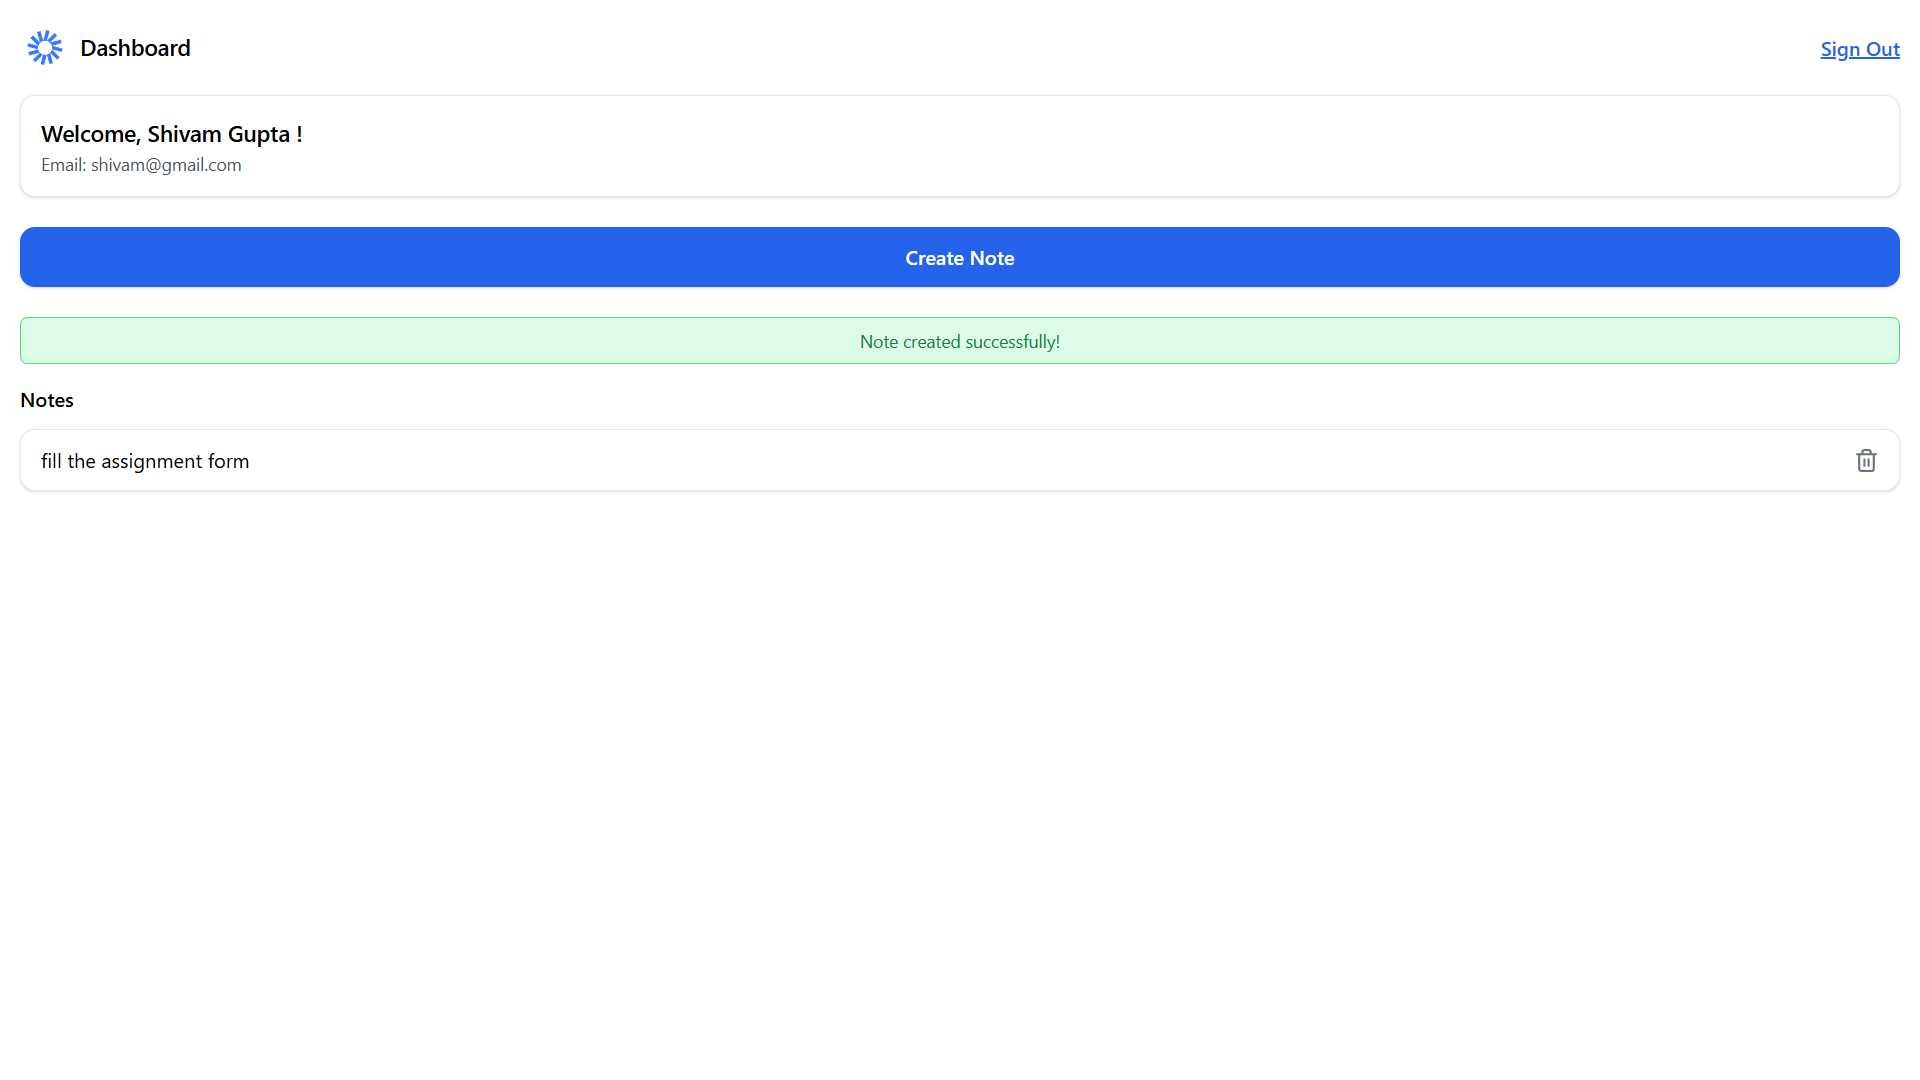 Dashboard
Sign Out
Welcome, Shivam Gupta !
Email: shivam@gmail.com
Create Note
Note created successfully!
Notes
fill the assignment form